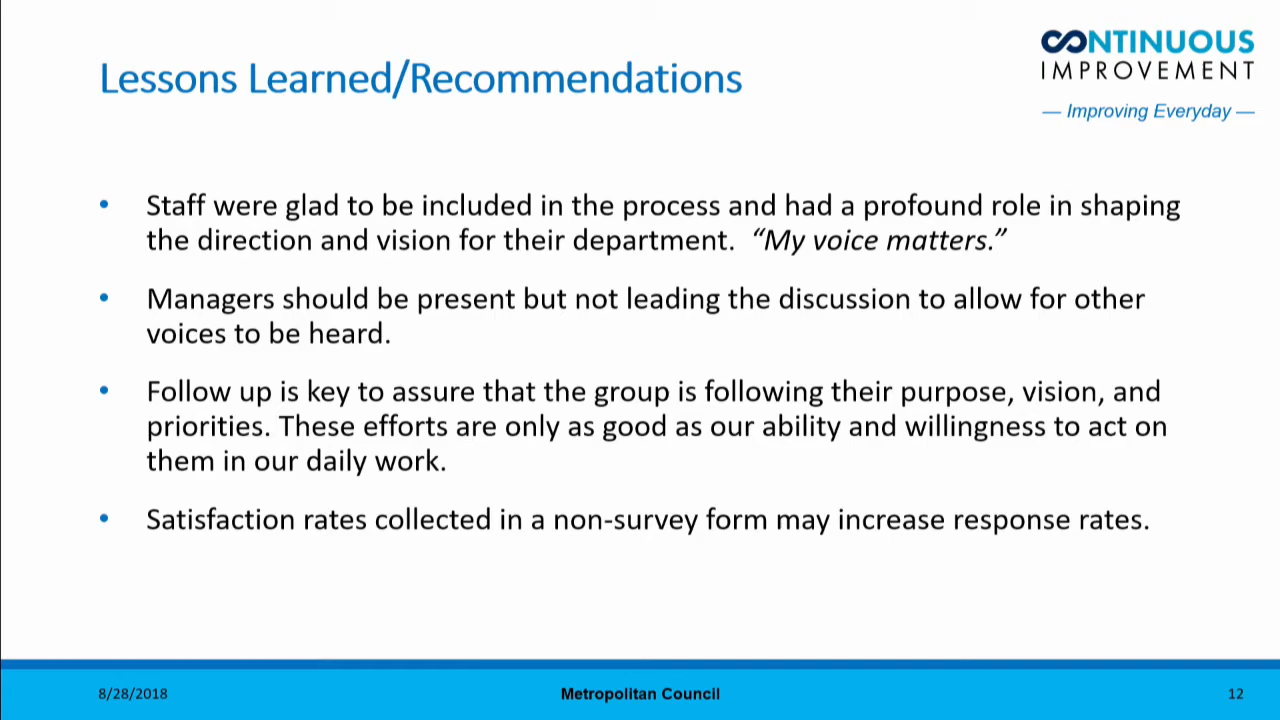 CONTINUOUS
IMPROVEMENT
— Improving Everyday —
Lessons Learned/Recommendations
• Staff were glad to be included in the process and had a profound role in shaping
the direction and vision for their department. “My voice matters.”
• Managers should be present but not leading the discussion to allow for other
voices to be heard.
• Follow up is key to assure that the group is following their purpose, vision, and
priorities. These efforts are only as good as our ability and willingness to act on
them in our daily work.
• Satisfaction rates collected in a non-survey form may increase response rates.
8/28/2018
Metropolitan Council
12